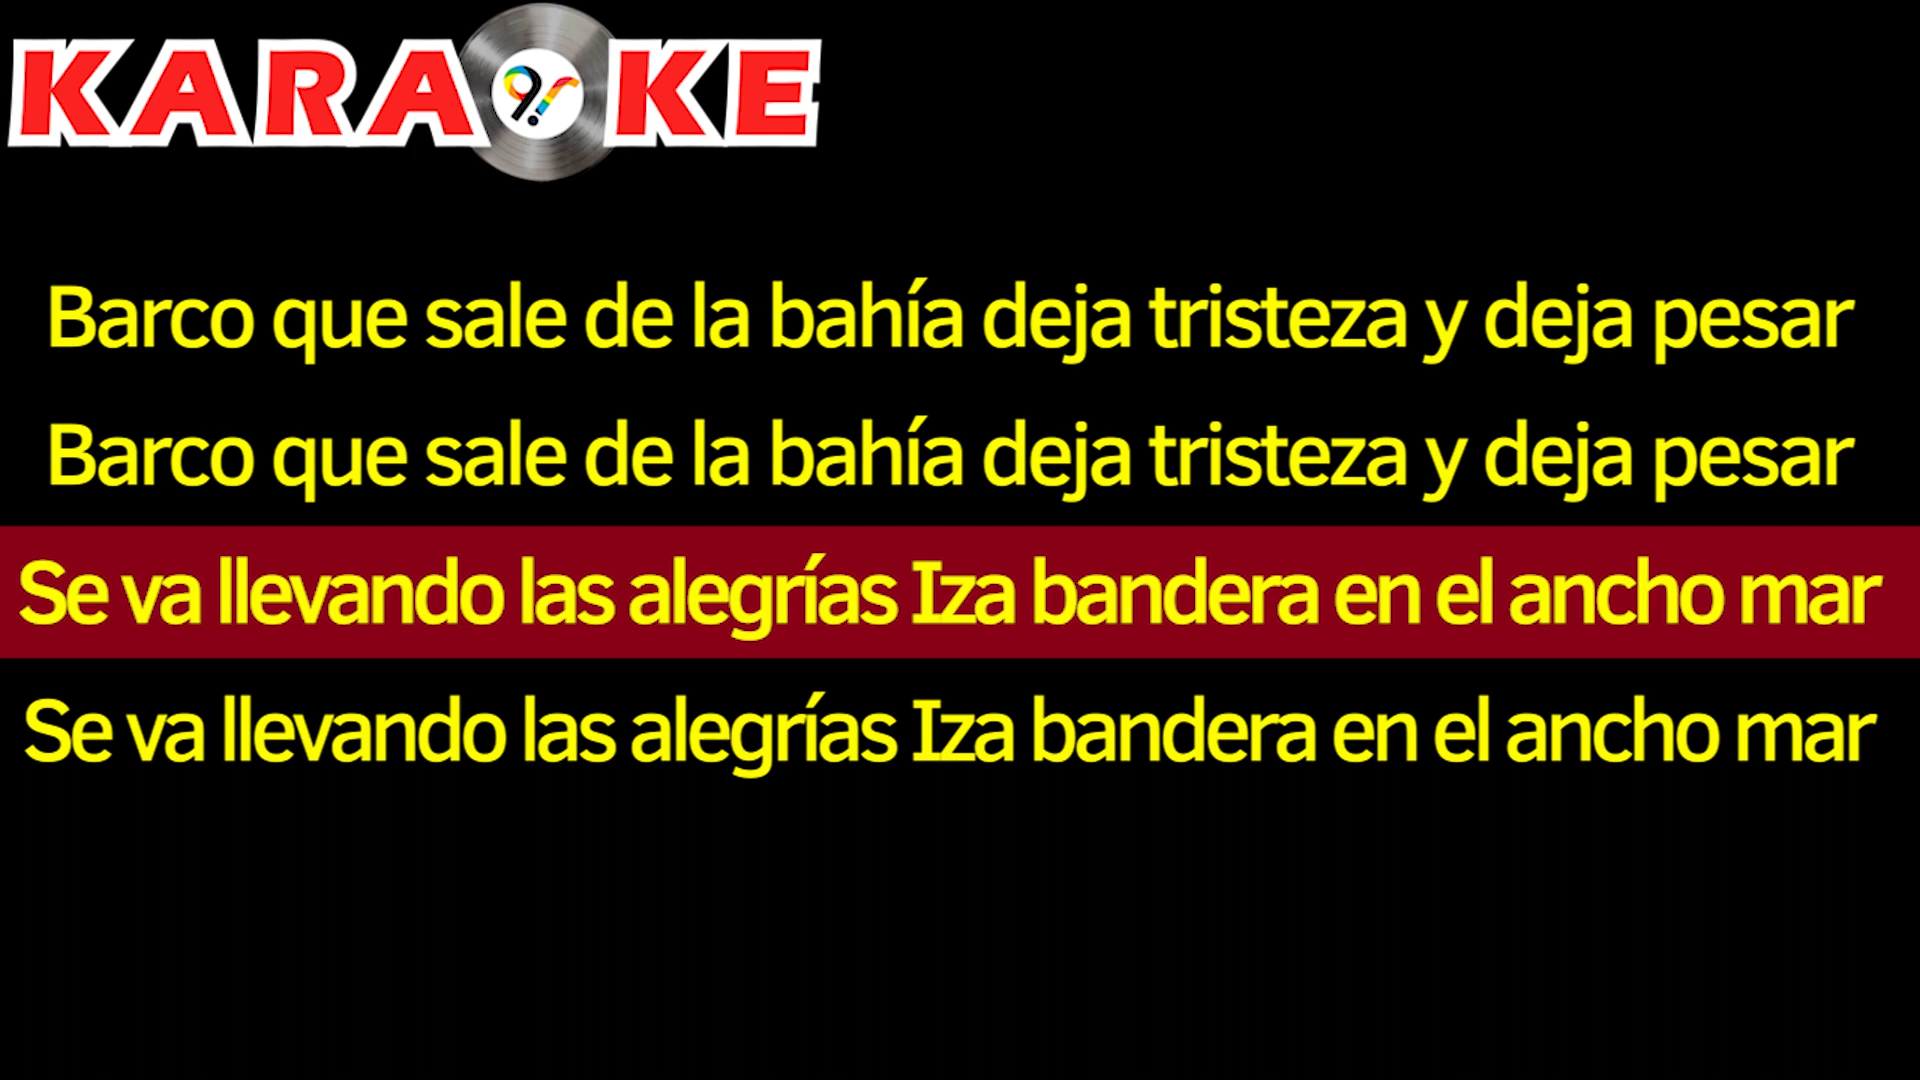 KARAOKE
Barco que sale de la bahía deja tristeza y deja pesar
Barco que sale de la bahía deja tristeza y deja pesar
Se va llevando las alegrías Iza bandera en el ancho mar
Se va llevando las alegrías Iza bandera en el ancho mar